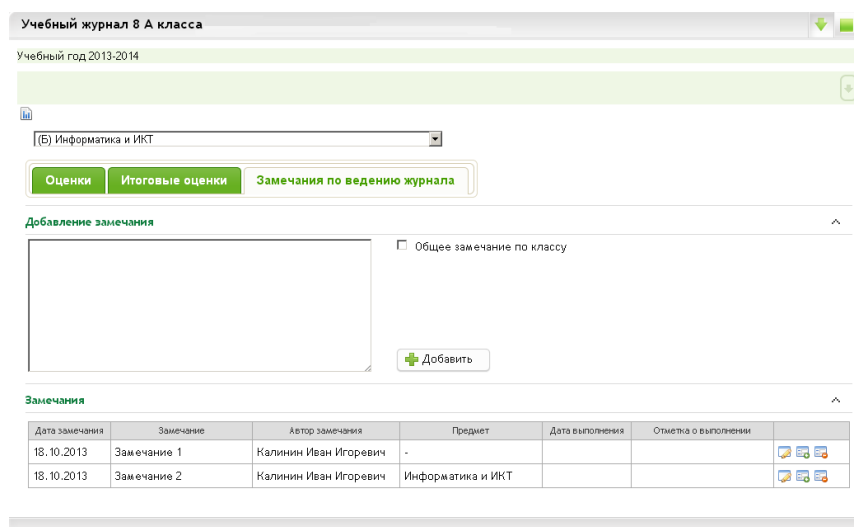 Учебный журнал 8 А класса
Учебный год 2013-2014
(Б) Информатика и ИКТ
Оценки Итоговые оценки Замечания по ведению журнала
Добавление замечания
Общее замечание по классу
Добавить
Замечания
Дата замечания Замечание Автор замечания Предмет Дата выполнения Отметка о выполнении
18.10.2013 Замечание 1 Калинин Иван Игоревич -
18.10.2013 Замечание 2 Калинин Иван Игоревич Информатика и ИКТ